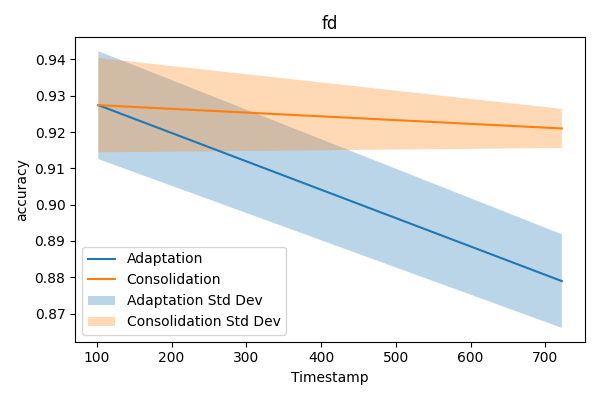 fd
accuracy
0.94
0.93
0.92
0.91
0.90
0.89
0.88
0.87
Adaptation
Consolidation
Adaptation Std Dev
Consolidation Std Dev
100 200 300 400 500 600 700
Timestamp